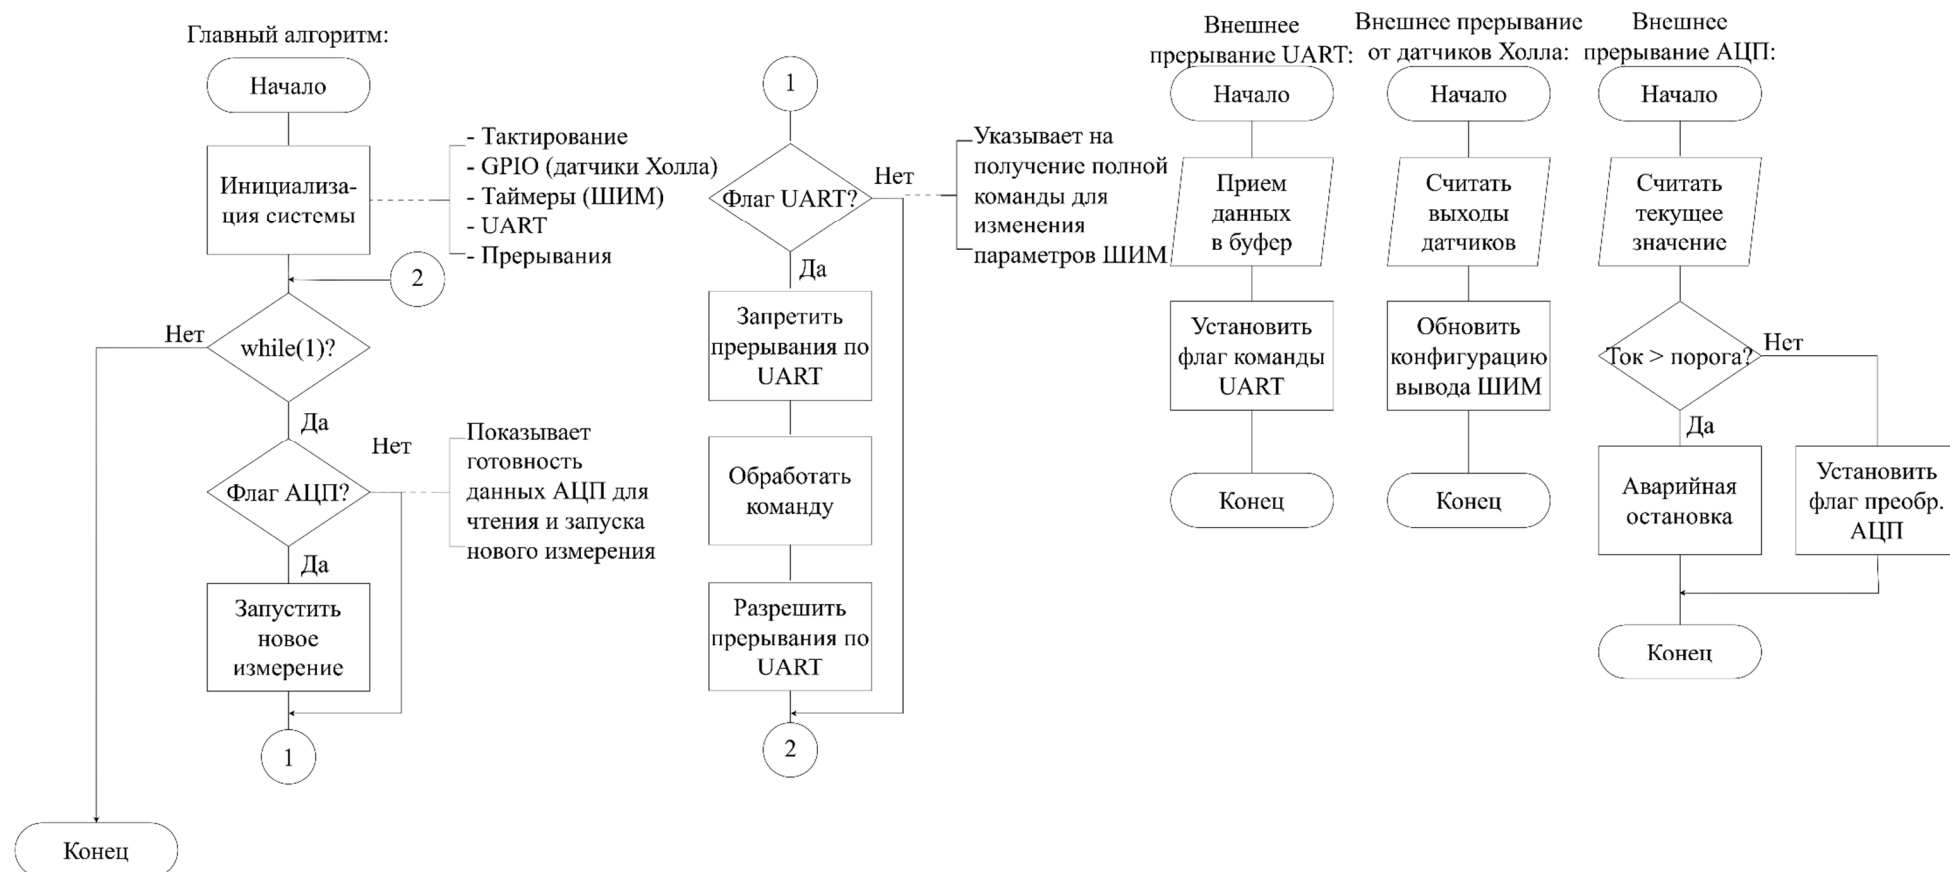 Главный алгоритм:
Начало
Инициализа-
ция системы
- Тактирование
- GPIO (датчики Холла)
- Таймеры (ШИМ)
- UART
- Прерывания
2
while(1)?
Нет
Да
Флаг АЦП?
Нет
Показывает
готовность
данных АЦП для
чтения и запуска
нового измерения
Да
Запустить
новое
измерение
1
Конец
1
Флаг UART?
Нет
Указывает на
получение полной
команды для
изменения
параметров ШИМ
Да
Запретить
прерывания по
UART
Обработать
команду
Разрешить
прерывания по
UART
2
Внешнее
прерывание UART:
Начало
Прием
данных
в буфер
Установить
флаг команды
UART
Конец
Внешнее прерывание
от датчиков Холла:
Начало
Считать
выходы
датчиков
Обновить
конфигурацию
вывода ШИМ
Конец
Внешнее
прерывание АЦП:
Начало
Считать
текущее
значение
Ток > порога?
Нет
Да
Аварийная
остановка
Установить
флаг преобр.
АЦП
Конец